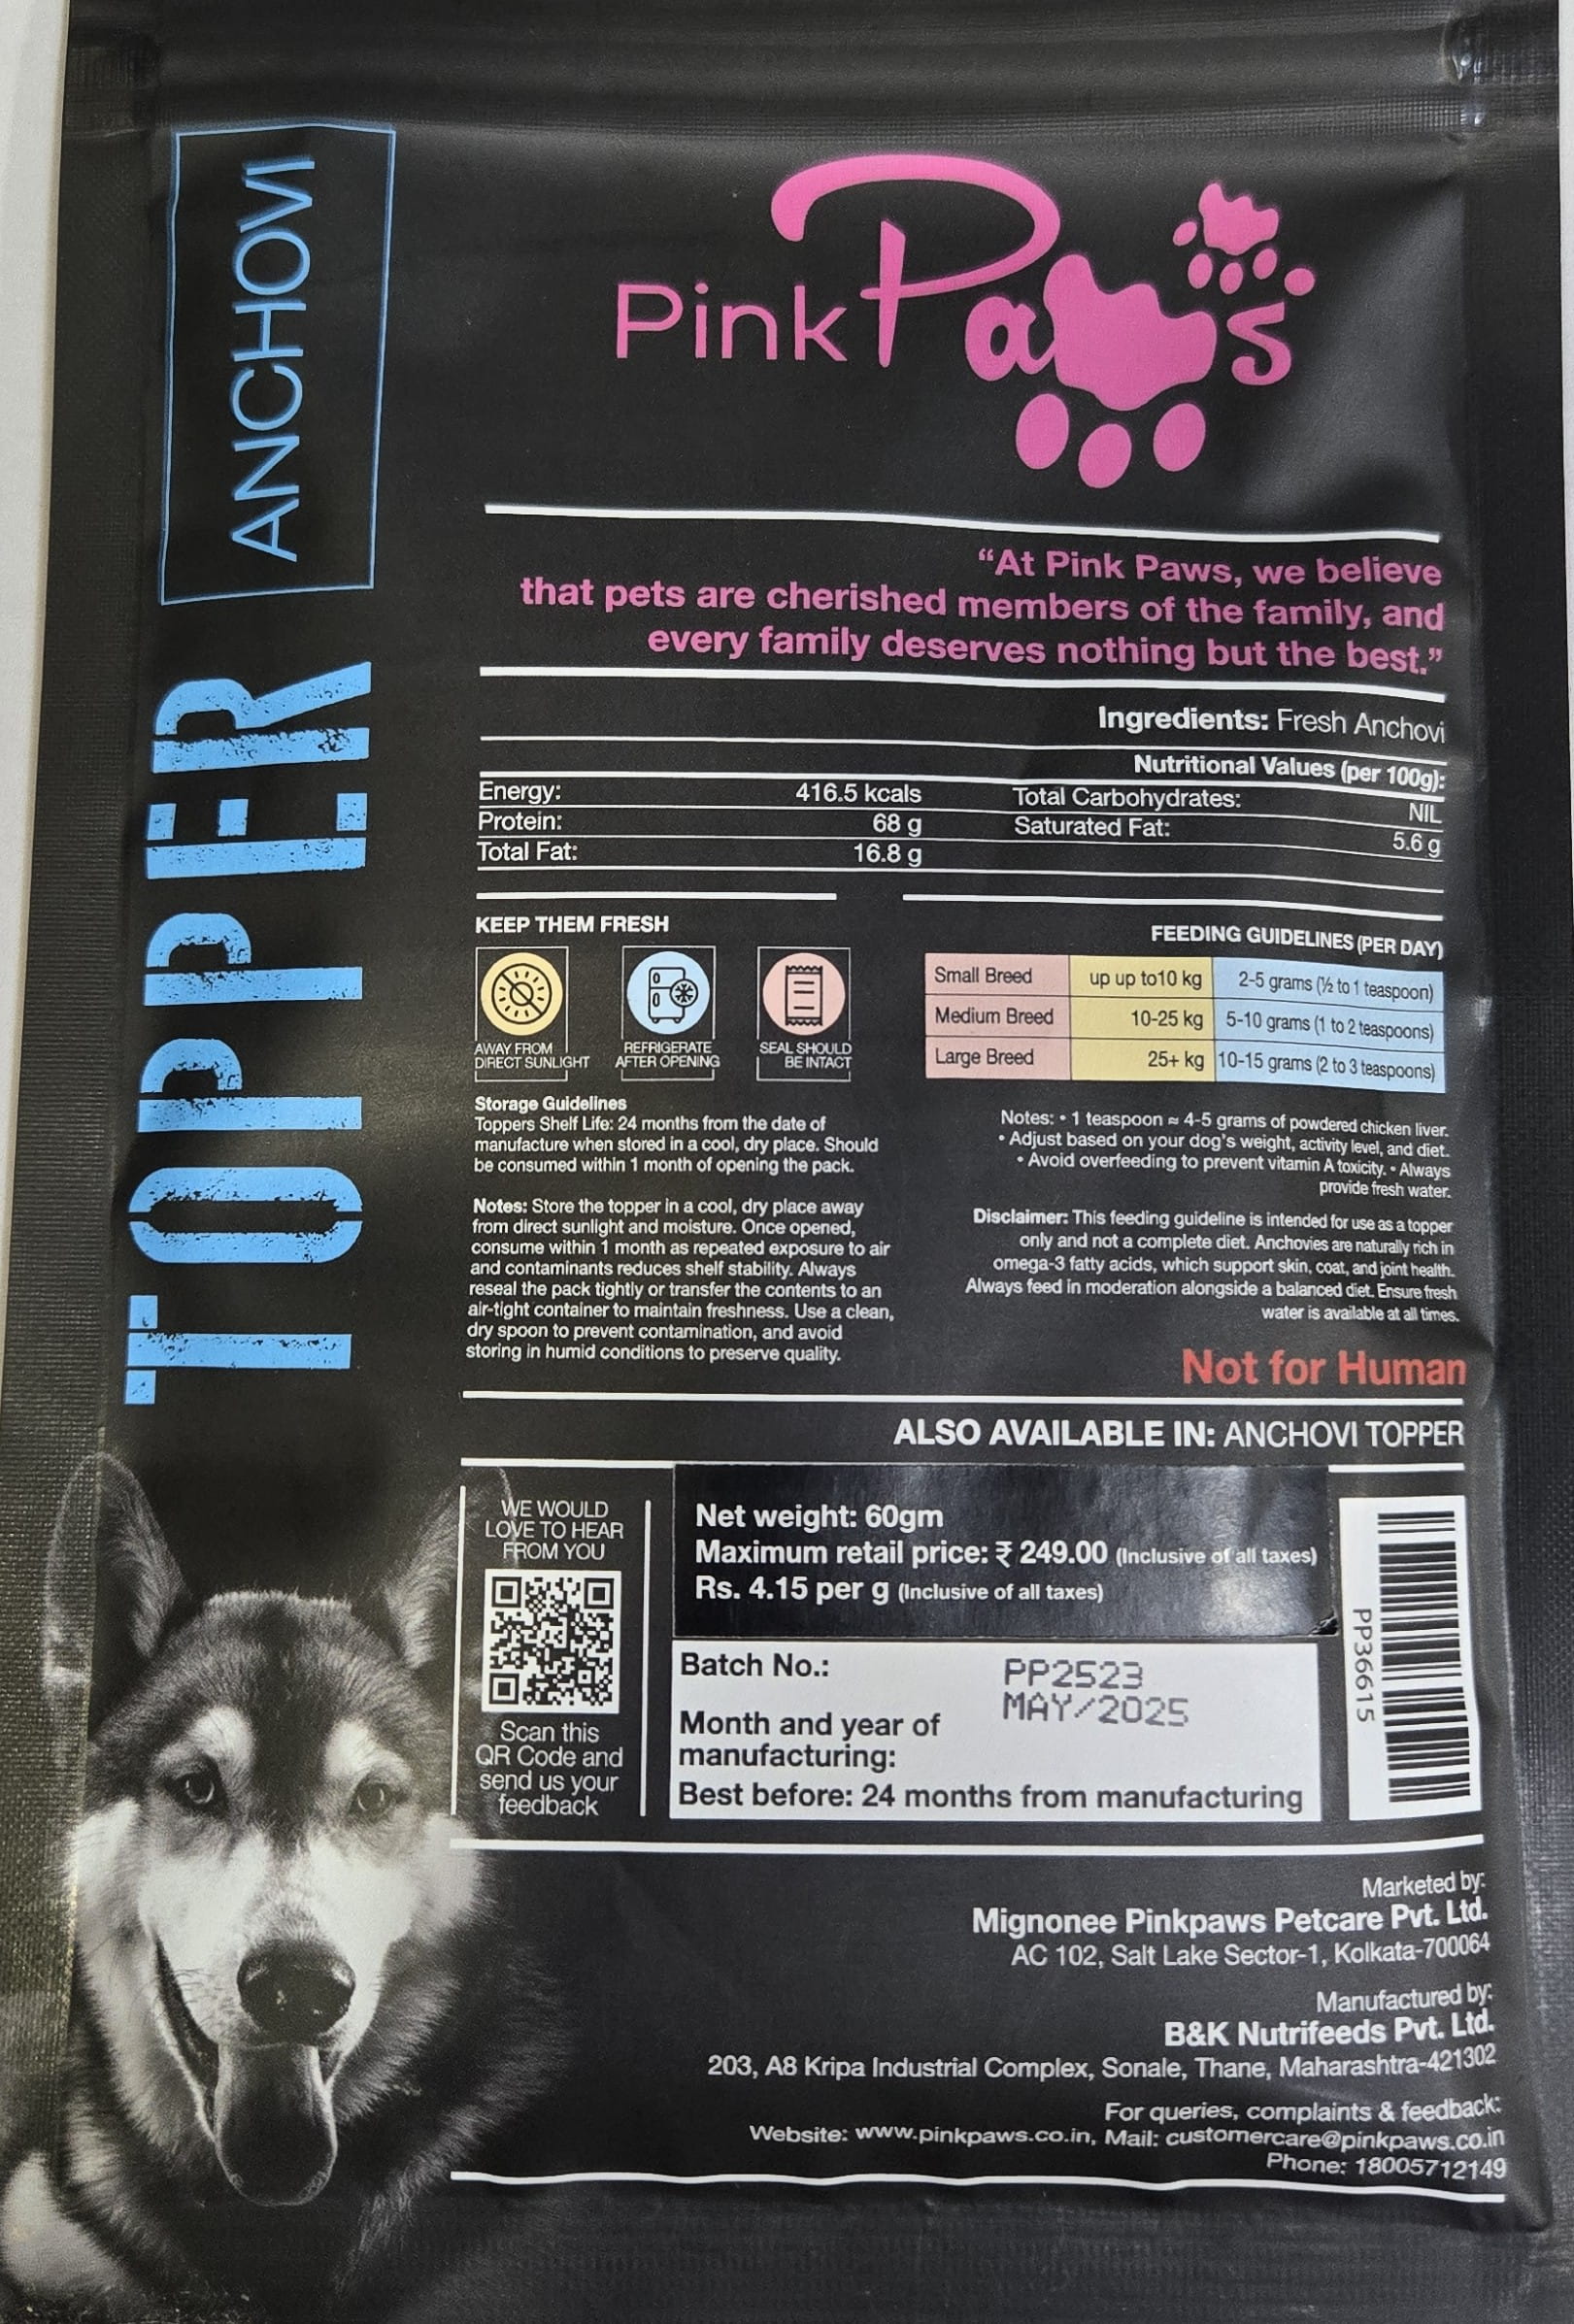 ANCHOVI
TOPPER
Pink Paws
“At Pink Paws, we believe
that pets are cherished members of the family, and
every family deserves nothing but the best.”
Ingredients: Fresh Anchovi
Nutritional Values (per 100g):
Energy: 416.5 kcals
Protein: 68 g
Total Fat: 16.8 g
Total Carbohydrates: NIL
Saturated Fat: 5.6 g
KEEP THEM FRESH
AWAY FROM
DIRECT SUNLIGHT
REFRIGERATE
AFTER OPENING
SEAL SHOULD
BE INTACT
Storage Guidelines
Toppers Shelf Life: 24 months from the date of
manufacture when stored in a cool, dry place. Should
be consumed within 1 month of opening the pack.
Notes: Store the topper in a cool, dry place away
from direct sunlight and moisture. Once opened,
consume within 1 month as repeated exposure to air
and contaminants reduces shelf stability. Always
reseal the pack tightly or transfer the contents to an
air-tight container to maintain freshness. Use a clean,
dry spoon to prevent contamination, and avoid
storing in humid conditions to preserve quality.
FEEDING GUIDELINES (PER DAY)
Small Breed up up to10 kg 2-5 grams (½ to 1 teaspoon)
Medium Breed 10-25 kg 5-10 grams (1 to 2 teaspoons)
Large Breed 25+ kg 10-15 grams (2 to 3 teaspoons)
Notes: • 1 teaspoon ≈ 4-5 grams of powdered chicken liver.
• Adjust based on your dog's weight, activity level, and diet.
• Avoid overfeeding to prevent vitamin A toxicity. • Always
provide fresh water.
Disclaimer: This feeding guideline is intended for use as a topper
only and not a complete diet. Anchovies are naturally rich in
omega-3 fatty acids, which support skin, coat, and joint health.
Always feed in moderation alongside a balanced diet. Ensure fresh
water is available at all times.
Not for Human
ALSO AVAILABLE IN: ANCHOVI TOPPER
WE WOULD
LOVE TO HEAR
FROM YOU
Scan this
QR Code and
send us your
feedback
Net weight: 60gm
Maximum retail price: ₹ 249.00 (Inclusive of all taxes)
Rs. 4.15 per g (Inclusive of all taxes)
Batch No.: PP2523
MAY/2025
Month and year of
manufacturing:
Best before: 24 months from manufacturing
PP36615
Marketed by:
Mignonee Pinkpaws Petcare Pvt. Ltd.
AC 102, Salt Lake Sector-1, Kolkata-700064
Manufactured by:
B&K Nutrifeeds Pvt. Ltd.
203, A8 Kripa Industrial Complex, Sonale, Thane, Maharashtra-421302
For queries, complaints & feedback:
Website: www.pinkpaws.co.in, Mail: customercare@pinkpaws.co.in
Phone: 18005712149